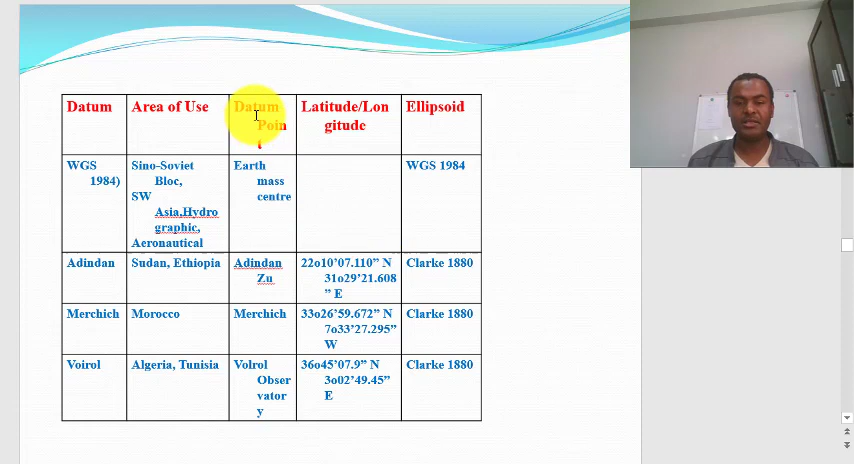 Datum Area of Use Datum Latitude/Lon Ellipsoid
Poin gitude
t
WGS Sino-Soviet Earth WGS 1984
1984) Bloc, mass
SW centre
Asia,Hydro
graphic,
Aeronautical
Adindan Sudan, Ethiopia Adindan 22o10’07.110” N Clarke 1880
Zu 31o29’21.608
” E
Merchich Morocco Merchich 33o26’59.672” N Clarke 1880
7o33’27.295”
W
Voirol Algeria, Tunisia Volrol 36o45’07.9” N Clarke 1880
Obser 3o02’49.45”
vator E
y